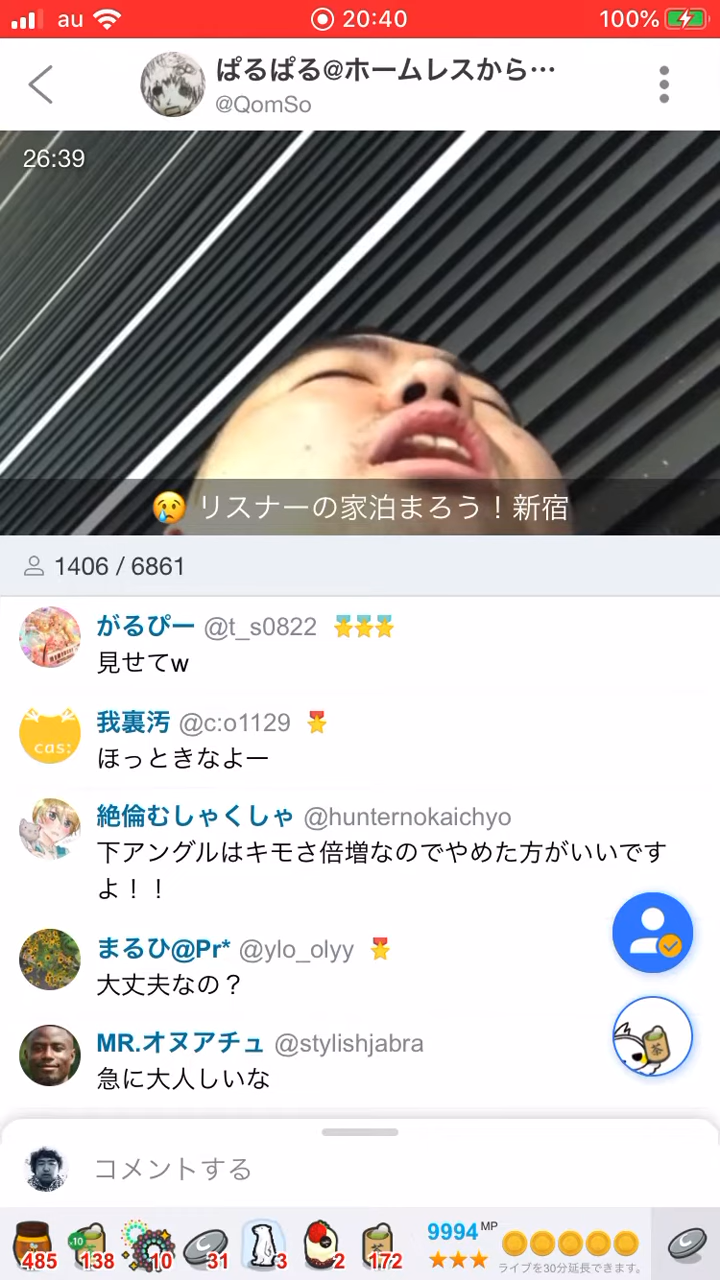 au
20:40
100%
ぱるぱる@ホームレスから…
@QomSo
26:39
😢 リスナーの家泊まろう！新宿
1406 / 6861
がるぴー @t_s0822
見せてw
我裏汚 @c:o1129
cas:
ほっときなよー
絶倫むしゃくしゃ @hunternokaichyo
下アングルはキモさ倍増なのでやめた方がいいです
よ！！
まるひ@Pr* @ylo_olyy
大丈夫なの？
MR.オヌアチュ @stylishjabra
急に大人しいな
茶
コメントする
485
×10
138
10
31
3
2
172
9994 MP
ライブを30分延長できます。